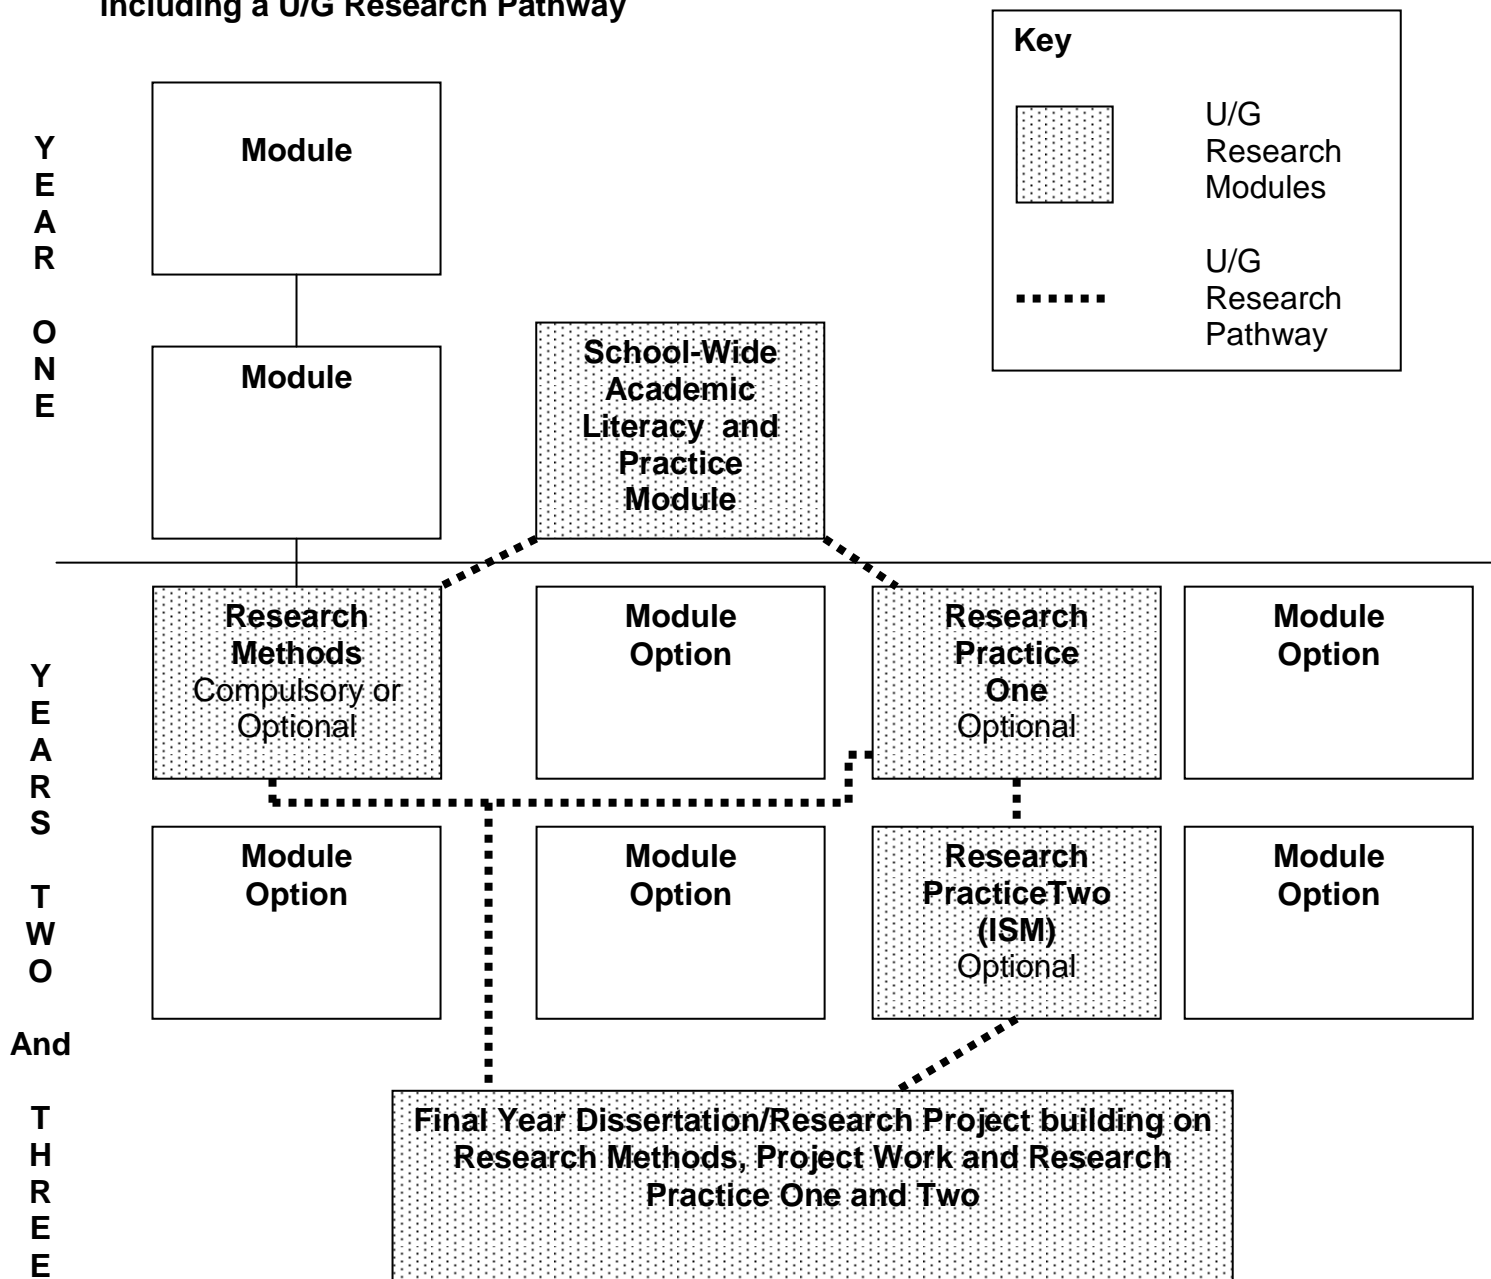 including a U/G Research Pathway
Key
U/G
Research
Modules
U/G
Research
Pathway
Y
E
A
R
O
N
E
Module
Module
School-Wide
Academic
Literacy and
Practice
Module
Y
E
A
R
S
T
W
O
And
T
H
R
E
E
Research
Methods
Compulsory or
Optional
Module
Option
Research
Practice
One
Optional
Module
Option
Module
Option
Module
Option
Research
PracticeTwo
(ISM)
Optional
Module
Option
Final Year Dissertation/Research Project building on
Research Methods, Project Work and Research
Practice One and Two